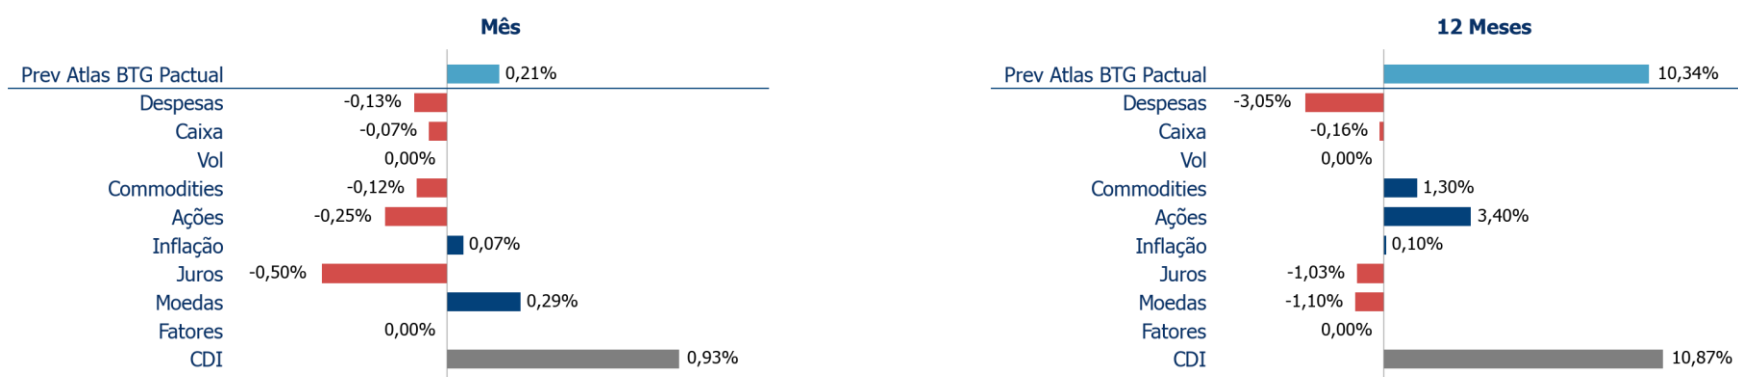 Mês
Prev Atlas BTG Pactual 0,21%
Despesas -0,13%
Caixa -0,07%
Vol 0,00%
Commodities -0,12%
Ações -0,25%
Inflação 0,07%
Juros -0,50%
Moedas 0,29%
Fatores 0,00%
CDI 0,93%
12 Meses
Prev Atlas BTG Pactual 10,34%
Despesas -3,05%
Caixa -0,16%
Vol 0,00%
Commodities 1,30%
Ações 3,40%
Inflação 0,10%
Juros -1,03%
Moedas -1,10%
Fatores 0,00%
CDI 10,87%